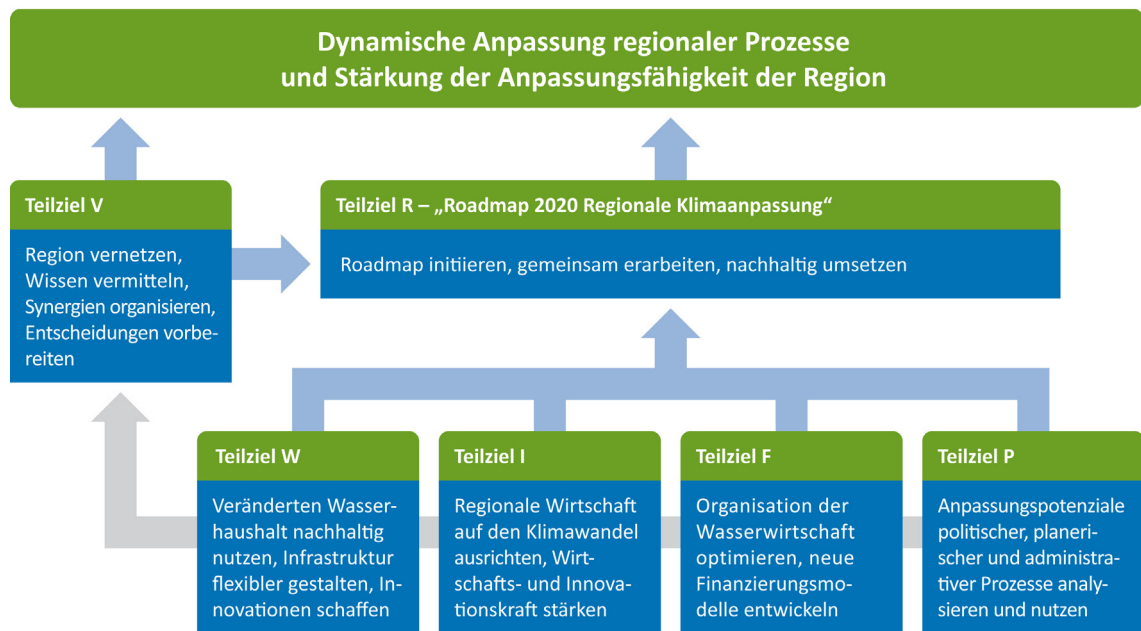 Dynamische Anpassung regionaler Prozesse
und Stärkung der Anpassungsfähigkeit der Region
Teilziel V
Region vernetzen,
Wissen vermitteln,
Synergien organisieren,
Entscheidungen vorbe-
reiten
Teilziel R – „Roadmap 2020 Regionale Klimaanpassung“
Roadmap initiieren, gemeinsam erarbeiten, nachhaltig umsetzen
Teilziel W
Veränderten Wasser-
haushalt nachhaltig
nutzen, Infrastruktur
flexibler gestalten, In-
novationen schaffen
Teilziel I
Regionale Wirtschaft
auf den Klimawandel
ausrichten, Wirt-
schafts- und Innova-
tionskraft stärken
Teilziel F
Organisation der
Wasserwirtschaft
optimieren, neue
Finanzierungsmo-
delle entwickeln
Teilziel P
Anpassungspotenziale
politischer, planeri-
scher und administra-
tiver Prozesse analy-
sieren und nutzen